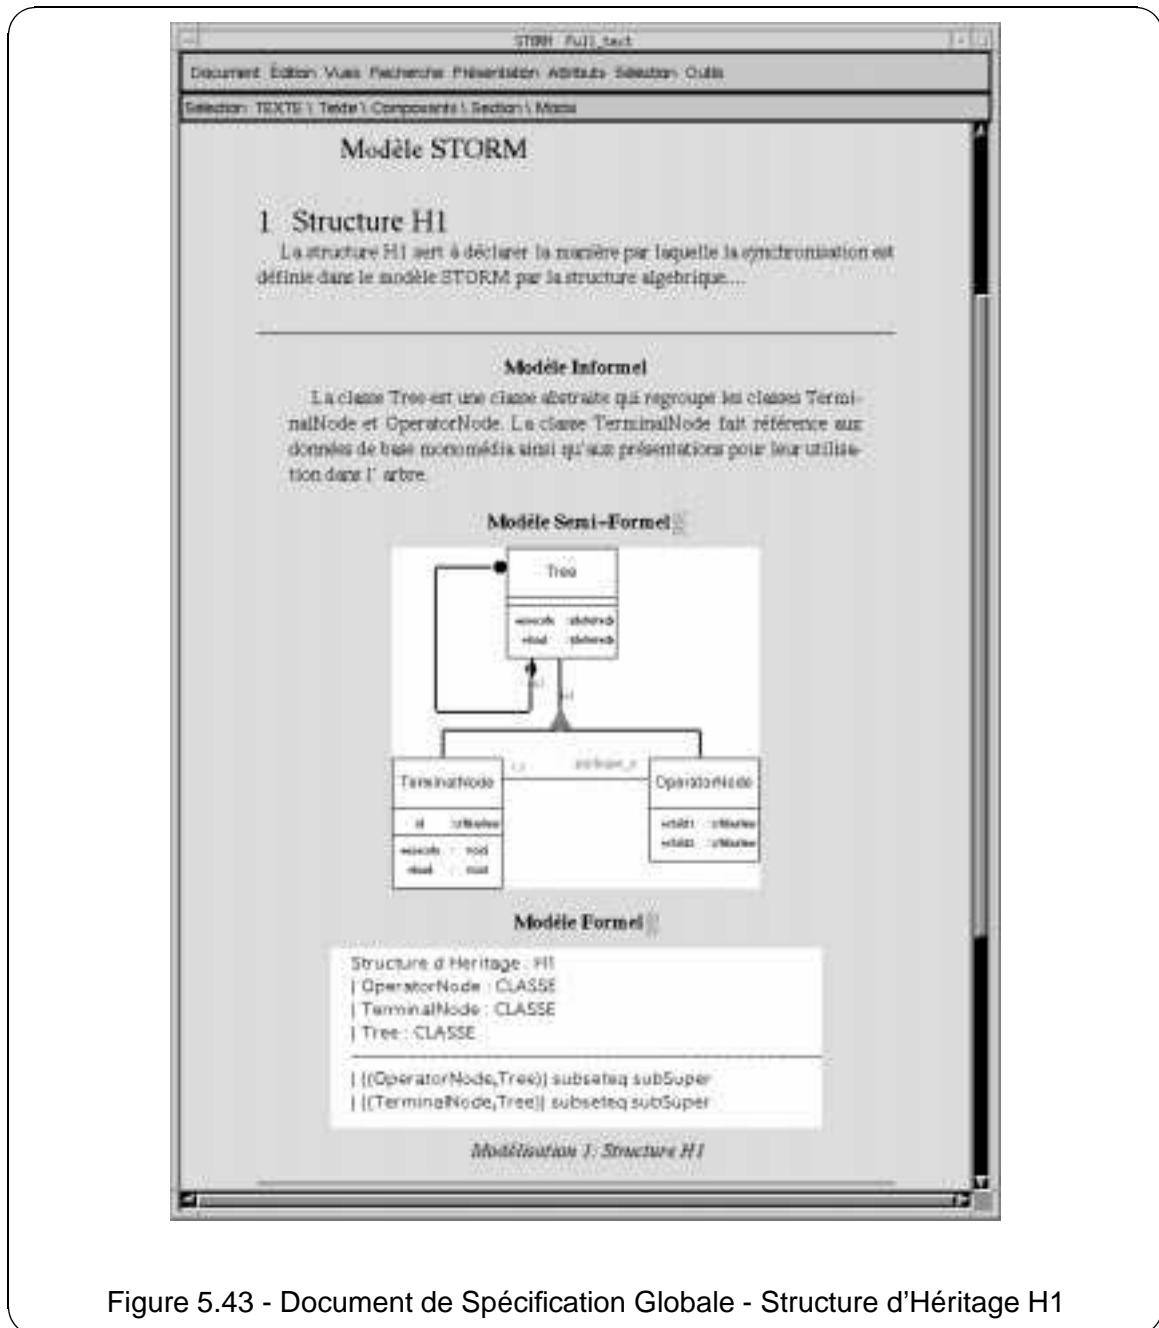 STORM Full_text
Document Édition Vues Recherche Présentation Attributs Sélection Outils
Sélection TEXTE \ Texte \ Composants \ Section \
Modèle STORM
1 Structure H1
La structure H1 sert à déclarer la manière par laquelle la synchronisation est
définie dans le modèle STORM par la structure algebrique....
Modèle Informel
La classe Tree est une classe abstraite qui regroupe les classes Termi-
nalNode et OperatorNode. La classe TerminalNode fait référence aux
données de base monomédia ainsi qu'aux présentations pour leur utilisa-
tion dans l' arbre.
Modèle Semi-Formel
Tree
TerminalNode
OperatorNode
id
Modèle Formel
Structure d Heritage : H1
| OperatorNode : CLASSE
| TerminalNode : CLASSE
| Tree : CLASSE
| {(OperatorNode,Tree)} subseteq subSuper
| {(TerminalNode,Tree)} subseteq subSuper
Modélisation 1: Structure H1
Figure 5.43 - Document de Spécification Globale - Structure d'Héritage H1